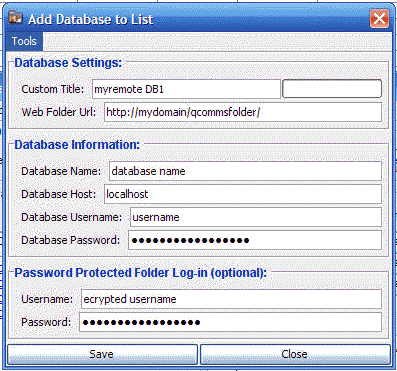 Add Database to List
Tools
Database Settings:
Custom Title: myremote DB1
Web Folder Url: http://mydomain/qcommsfolder/
Database Information:
Database Name: database name
Database Host: localhost
Database Username: username
Database Password: ●●●●●●●●●●●●●●●●●
Password Protected Folder Log-in (optional):
Username: ecrypted username
Password: ●●●●●●●●●●●●●●●●●
Save Close